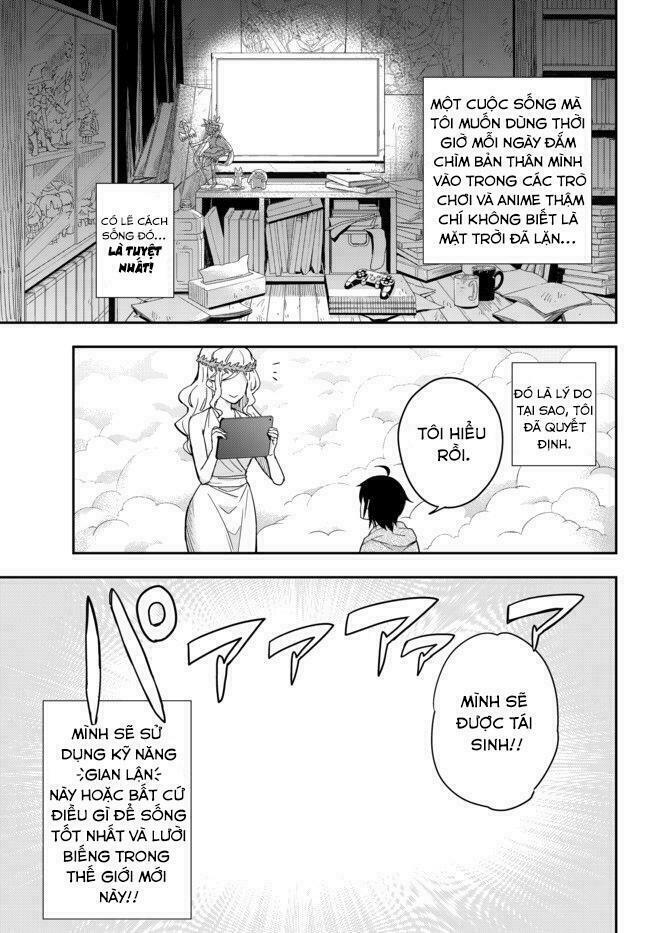 MỘT CUỘC SỐNG MÀ
TÔI MUỐN DÙNG THỜI
GIỜ MỖI NGÀY ĐẮM
CHÌM BẢN THÂN MÌNH
VÀO TRONG CÁC TRÒ
CHƠI VÀ ANIME THẬM
CHÍ KHÔNG BIẾT LÀ
MẶT TRỜI ĐÃ LẶN...
CÓ LẼ CÁCH
SỐNG ĐÓ...
LÀ TUYỆT
NHẤT!
ĐÓ LÀ LÝ DO
TẠI SAO, TÔI
ĐÃ QUYẾT
ĐỊNH.
TÔI HIỂU
RỒI.
MÌNH SẼ
ĐƯỢC TÁI
SINH!!
パァァァァ
MÌNH SẼ SỬ
DỤNG KỸ NĂNG
GIAN LẬN
NÀY HOẶC BẤT CỨ
ĐIỀU GÌ ĐỂ SỐNG
TỐT NHẤT VÀ LƯỜI
BIẾNG TRONG
THẾ GIỚI MỚI
NÀY!!